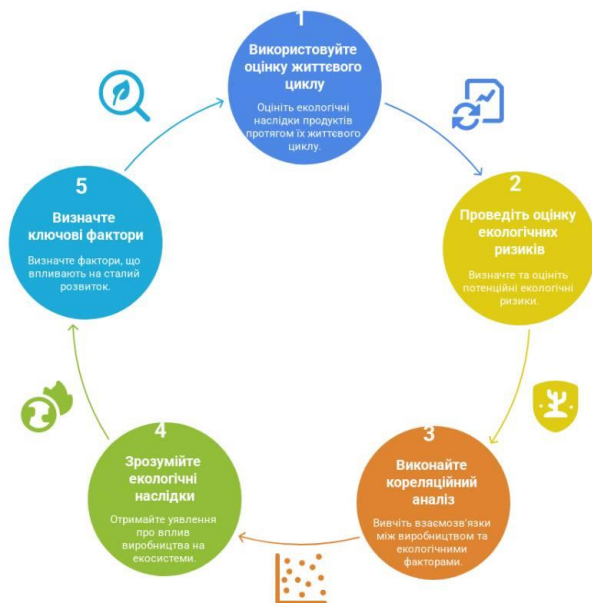 1
Використовуйте
оцінку життєвого
циклу
Оцініть екологічні
наслідки продуктів
протягом їх життєвого
циклу.
2
Проведіть оцінку
екологічних
ризиків
Визначте та оцініть
потенційні екологічні
ризики.
3
Виконайте
кореляційний
аналіз
Вивчіть взаємозв'язки
між виробництвом та
екологічними
факторами.
4
Зрозумійте
екологічні
наслідки
Отримайте уявлення
про вплив
виробництва на
екосистеми.
5
Визначте
ключові фактори
Визначте фактори, що
впливають на сталий
розвиток.